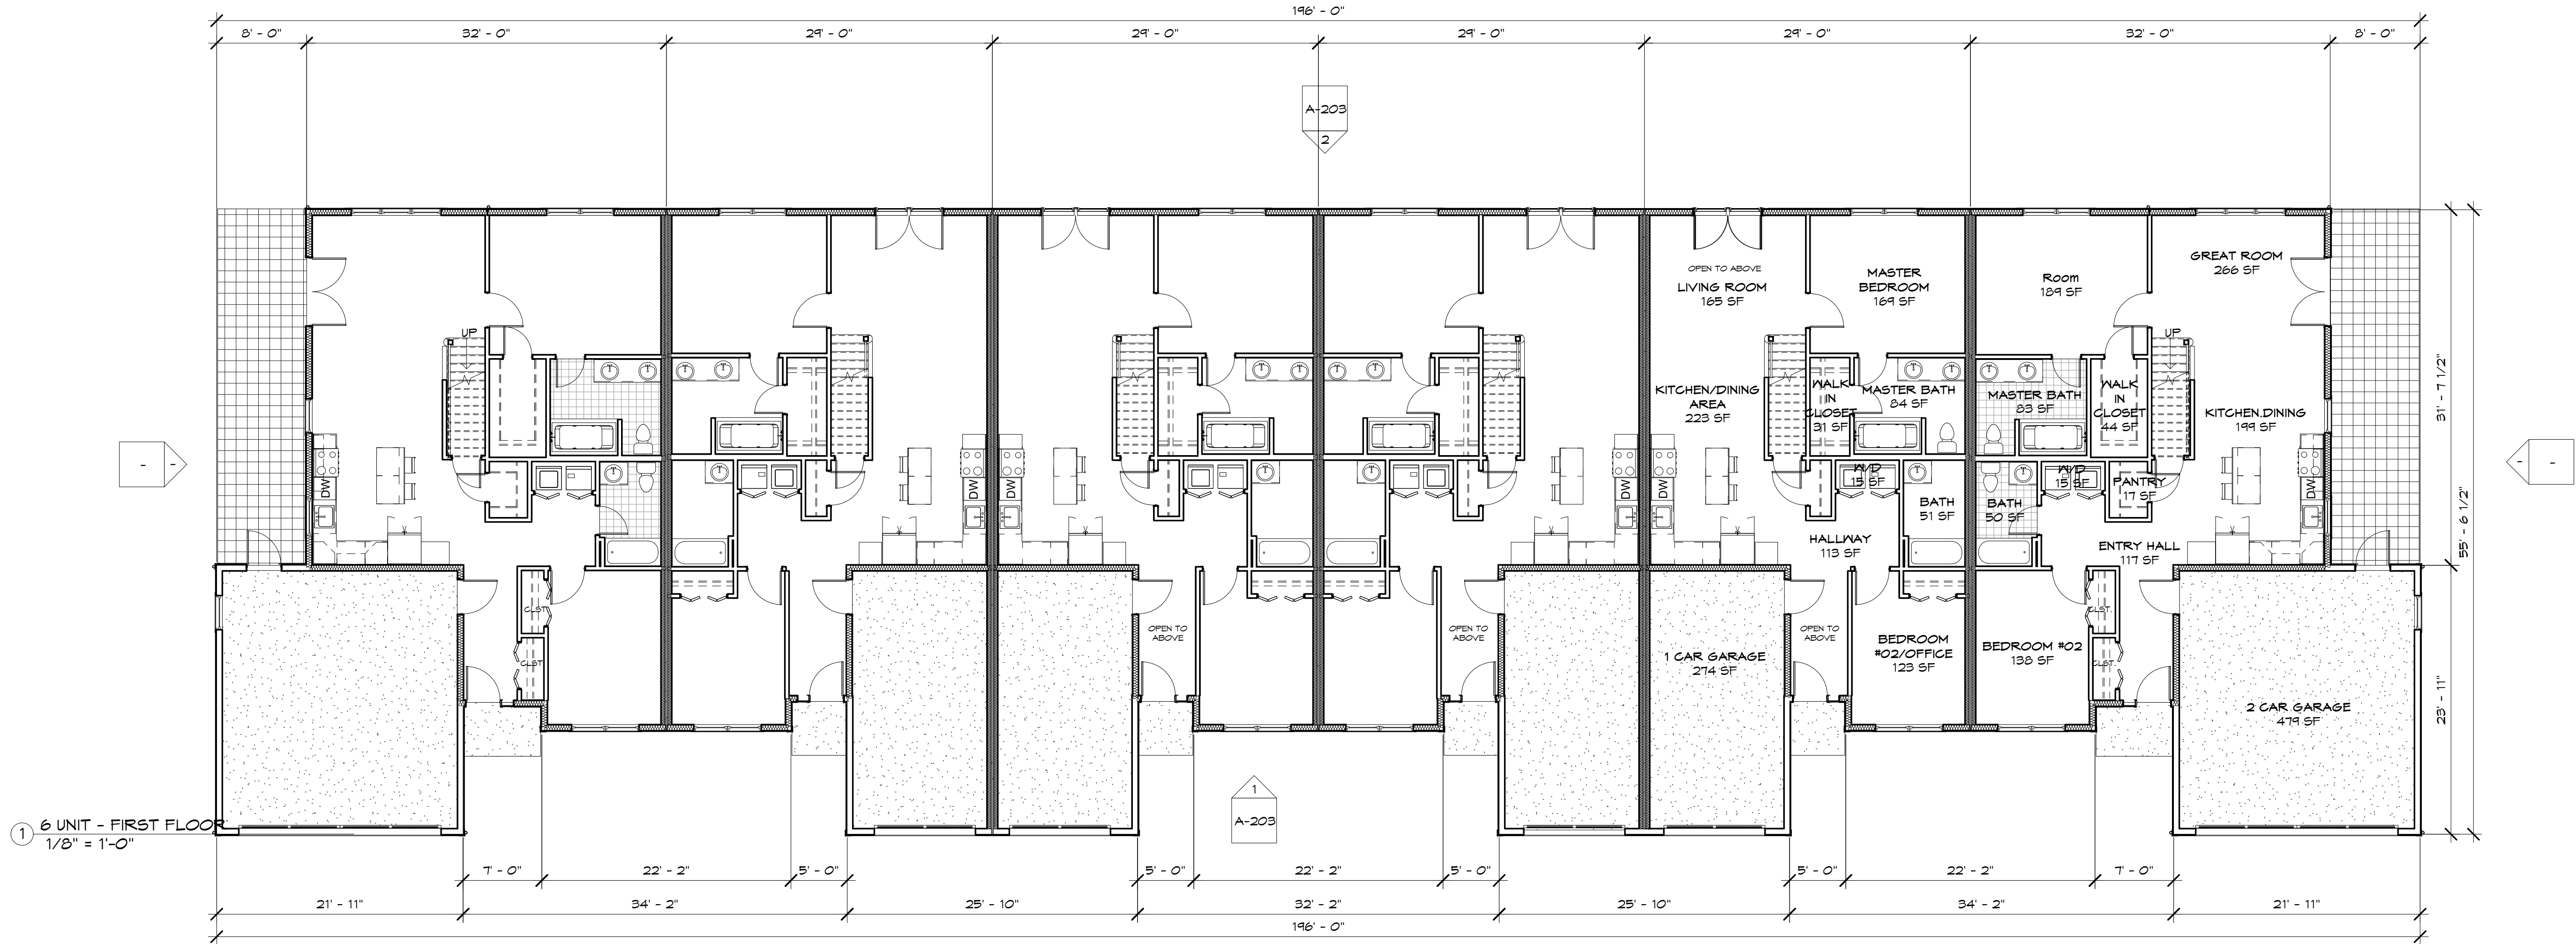 196' - 0"
8' - 0" 32' - 0" 29' - 0" 29' - 0" 29' - 0" 29' - 0" 32' - 0" 8' - 0"
A-203
2
UP
DW
CLST.
CLST.
DW
DW
OPEN TO
ABOVE
DW
OPEN TO
ABOVE
OPEN TO ABOVE
LIVING ROOM
165 SF
MASTER
BEDROOM
169 SF
KITCHEN/DINING
AREA
223 SF
WALK
IN
CLOSET
31 SF
MASTER BATH
84 SF
W/D
15 SF
DW
BATH
51 SF
HALLWAY
113 SF
1 CAR GARAGE
274 SF
OPEN TO
ABOVE
BEDROOM
#02/OFFICE
123 SF
Room
189 SF
GREAT ROOM
266 SF
UP
MASTER BATH
83 SF
WALK
IN
CLOSET
44 SF
KITCHEN.DINING
199 SF
W/D
15 SF
PANTRY
17 SF
BATH
50 SF
DW
ENTRY HALL
117 SF
BEDROOM #02
138 SF
CLST.
CLST.
2 CAR GARAGE
479 SF
31' - 7 1/2"
55' - 6 1/2"
23' - 11"
-
-
-
-
1
A-203
1
6 UNIT - FIRST FLOOR
1/8" = 1'-0"
7' - 0" 22' - 2" 5' - 0" 5' - 0" 22' - 2" 5' - 0" 5' - 0" 22' - 2" 7' - 0"
21' - 11" 34' - 2" 25' - 10" 32' - 2" 25' - 10" 34' - 2" 21' - 11"
196' - 0"